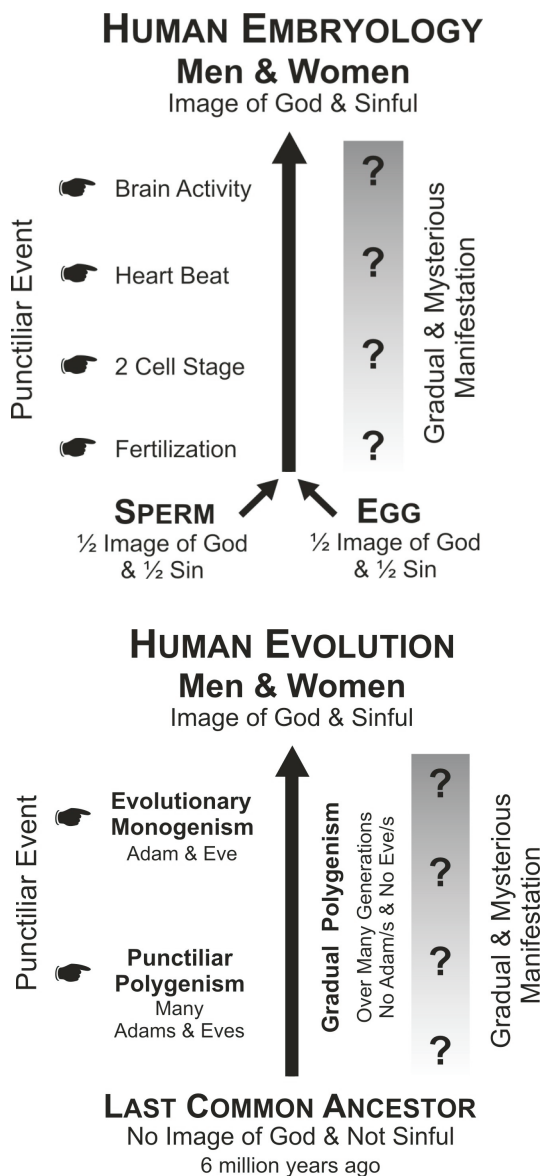 HUMAN EMBRYOLOGY
Men & Women
Image of God & Sinful
Punctiliar Event
Brain Activity
Heart Beat
2 Cell Stage
Fertilization
?
?
?
?
Gradual & Mysterious
Manifestation
SPERM
½ Image of God
& ½ Sin
EGG
½ Image of God
& ½ Sin
HUMAN EVOLUTION
Men & Women
Image of God & Sinful
Punctiliar Event
Evolutionary
Monogenism
Adam & Eve
Punctiliar
Polygenism
Many
Adams & Eves
Gradual Polygenism
Over Many Generations
No Adam/s & No Eve/s
?
?
?
?
Gradual & Mysterious
Manifestation
LAST COMMON ANCESTOR
No Image of God & Not Sinful
6 million years ago